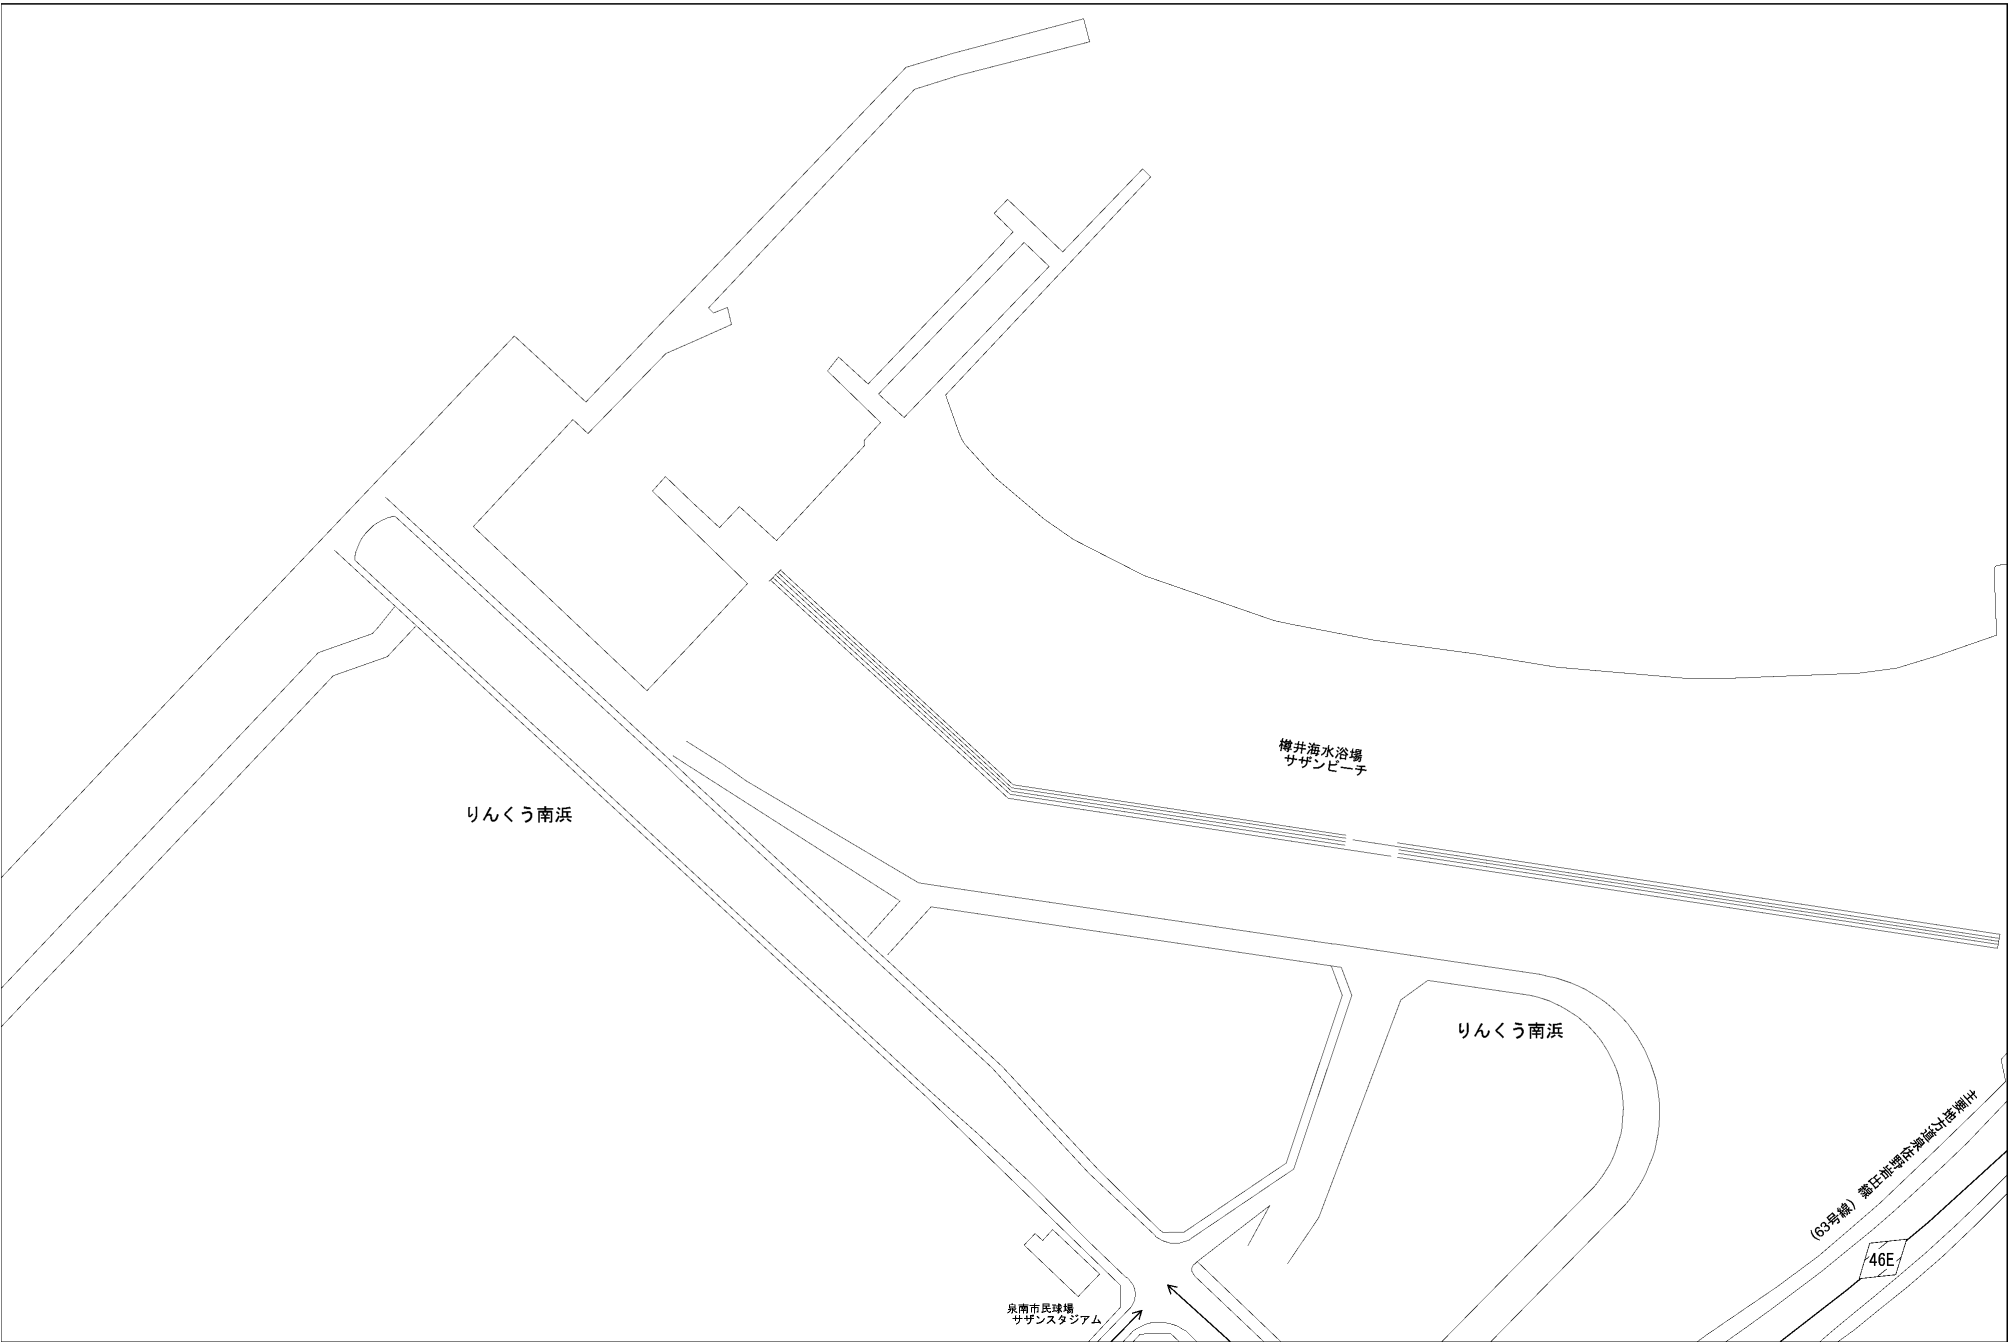 樽井海水浴場
サザンビーチ
りんくう南浜
りんくう南浜
主要地方道泉佐野岩出線（63号線）
46E
泉南市民球場
サザンスタジアム